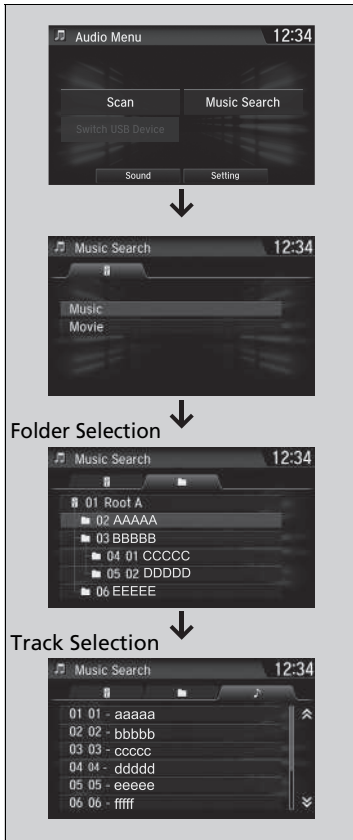 Audio Menu 12:34
Scan Music Search
Switch USB Device
Sound Setting
Music Search 12:34
Music
Movie
Folder Selection
Music Search 12:34
01 Root A
02 AAAAA
03 BBBBB
04 01 CCCCC
05 02 DDDDD
06 EEEEE
Track Selection
Music Search 12:34
01 01 - aaaaa
02 02 - bbbbb
03 03 - ccccc
04 04 - ddddd
05 05 - eeeee
06 06 - fffff